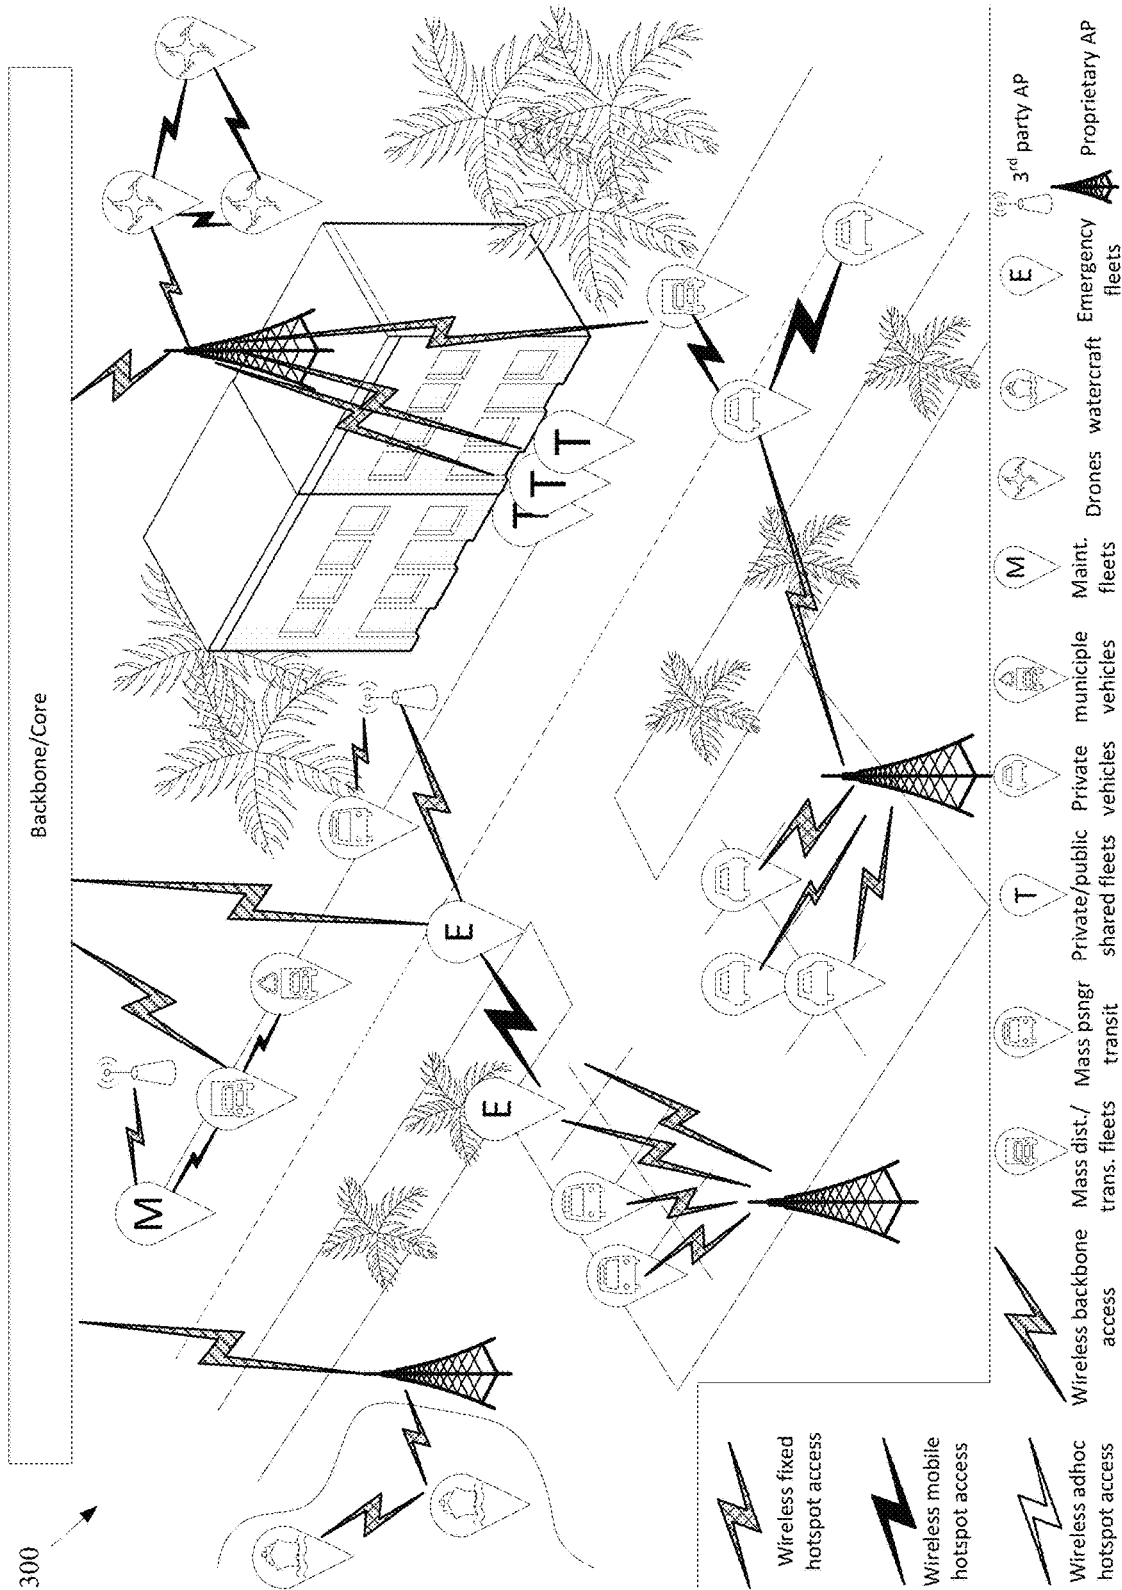 300
Backbone/Core
M
E
E
T
T
T
Wireless fixed
hotspot access
Wireless mobile
hotspot access
Wireless adhoc
hotspot access
Wireless backbone
access
Mass dist./
trans. fleets
Mass psngr
transit
T
Private/public
shared fleets
Private
vehicles
municiple
vehicles
M
Maint.
fleets
Drones
watercraft
E
Emergency
fleets
3rd party AP
Proprietary AP